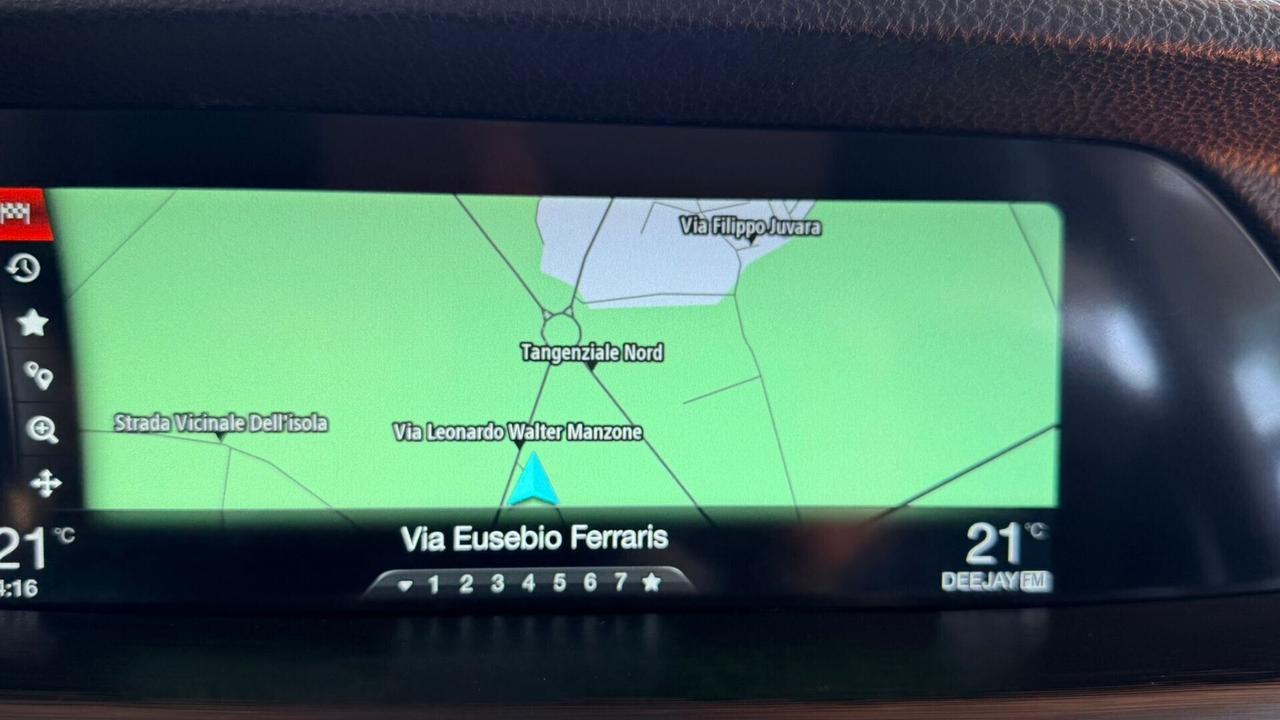 Via Filippo Juvara
Tangenziale Nord
Strada Vicinale Dell'isola
Via Leonardo Walter Manzone
21°C
Via Eusebio Ferraris
21°C
:16
1 2 3 4 5 6 7
DEEJAY FM